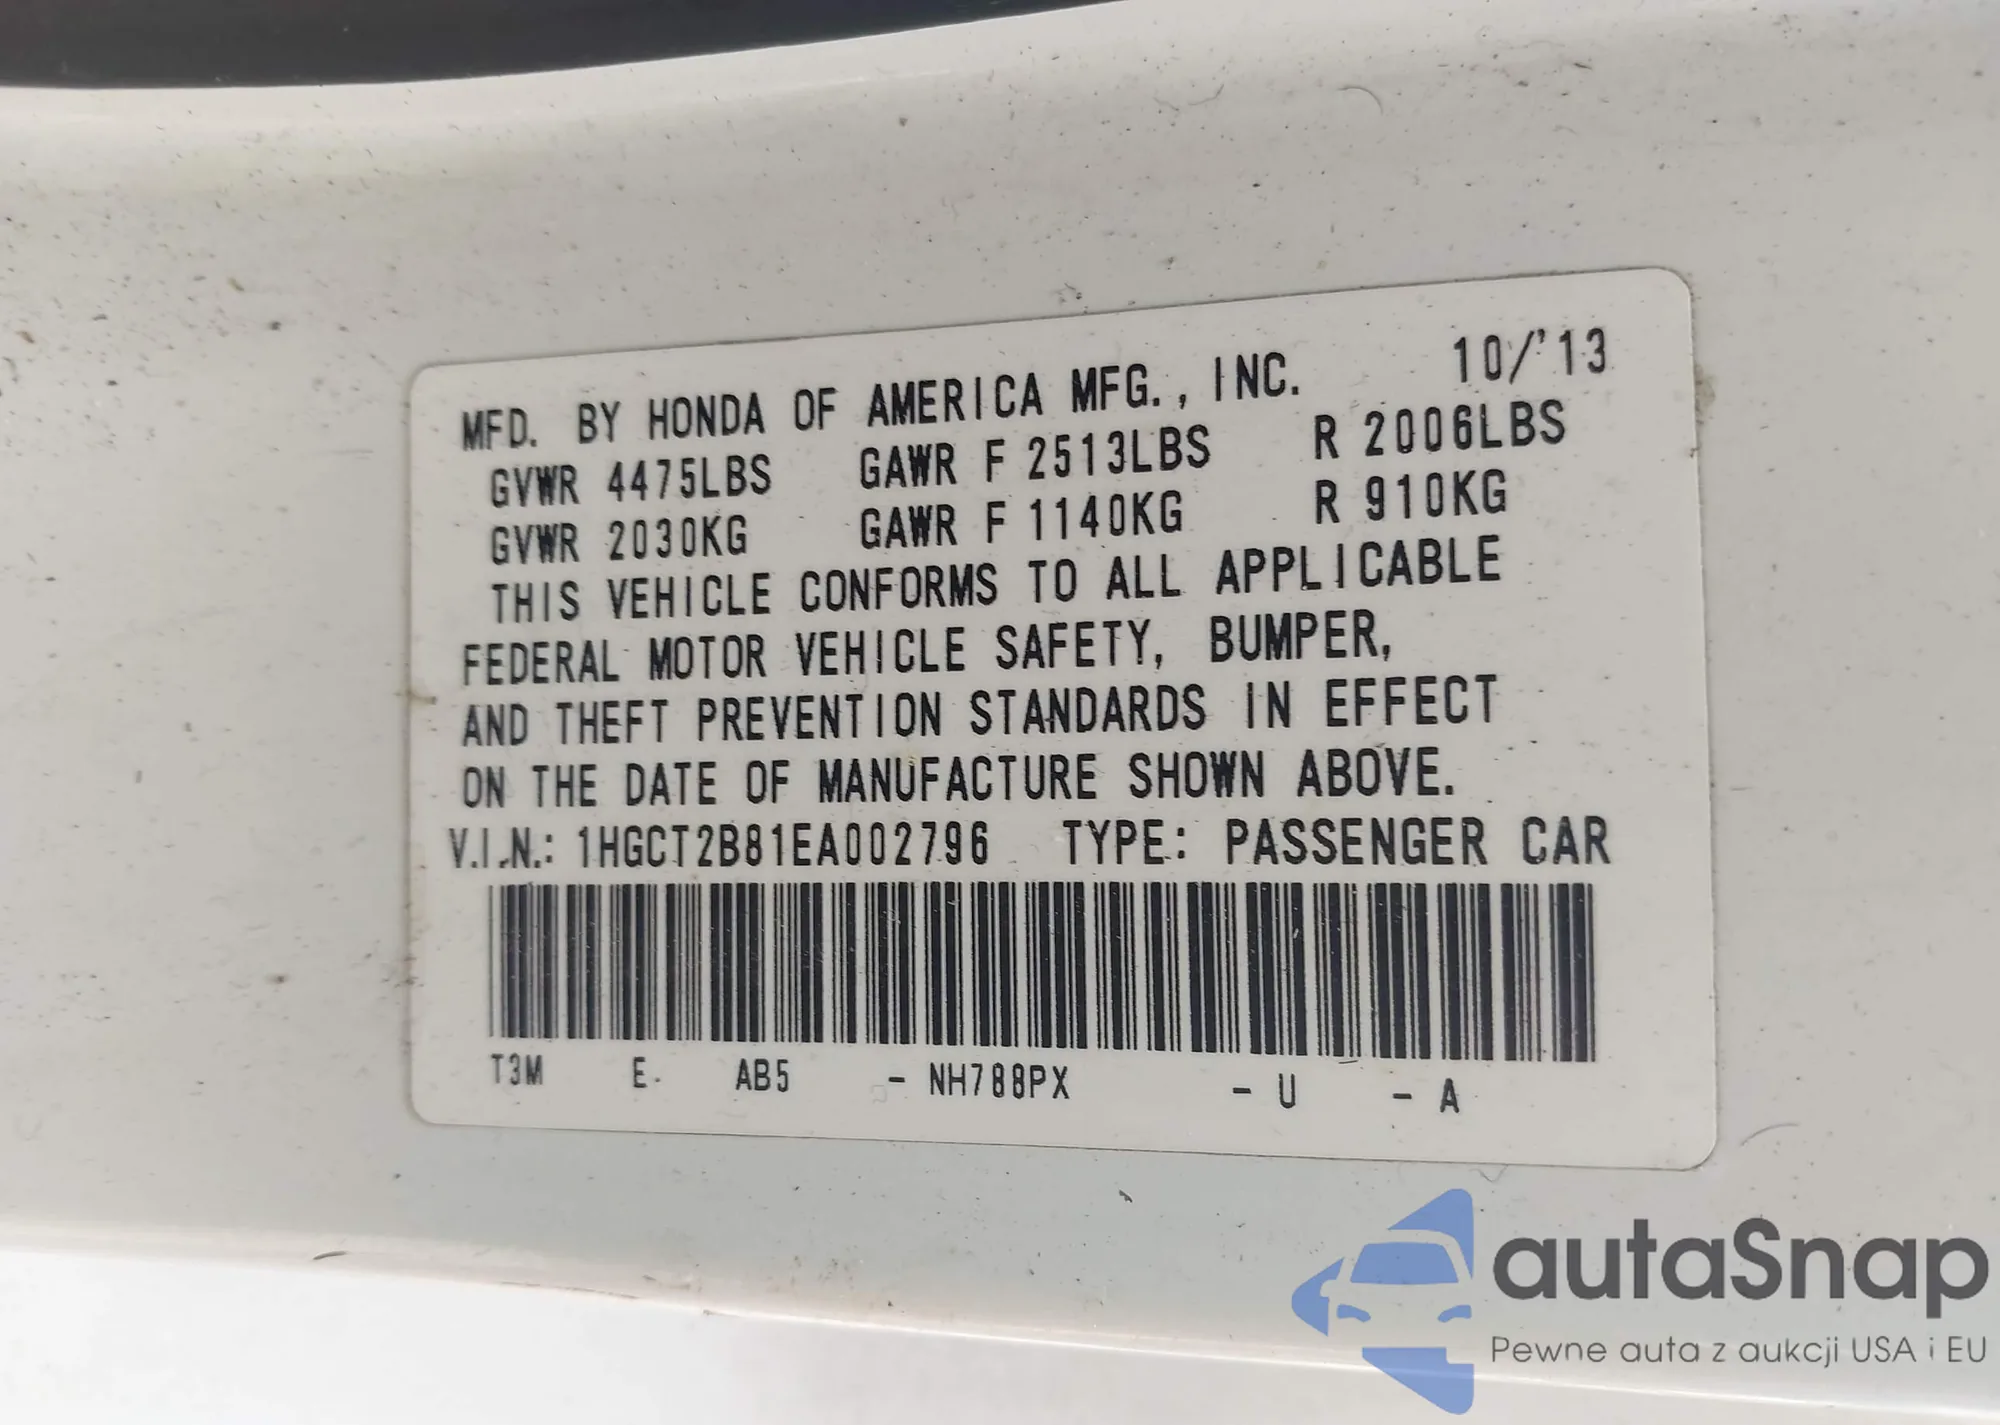 MFD. BY HONDA OF AMERICA MFG., INC. 10/'13
GVWR 4475LBS GAWR F 2513LBS R 2006LBS
GVWR 2030KG GAWR F 1140KG R 910KG
THIS VEHICLE CONFORMS TO ALL APPLICABLE
FEDERAL MOTOR VEHICLE SAFETY, BUMPER,
AND THEFT PREVENTION STANDARDS IN EFFECT
ON THE DATE OF MANUFACTURE SHOWN ABOVE.
V.I.N.: 1HGCT2B81EA002796 TYPE: PASSENGER CAR
T3M E AB5 - NH788PX - U - A
autaSnap
Pewne auta z aukcji USA i EU